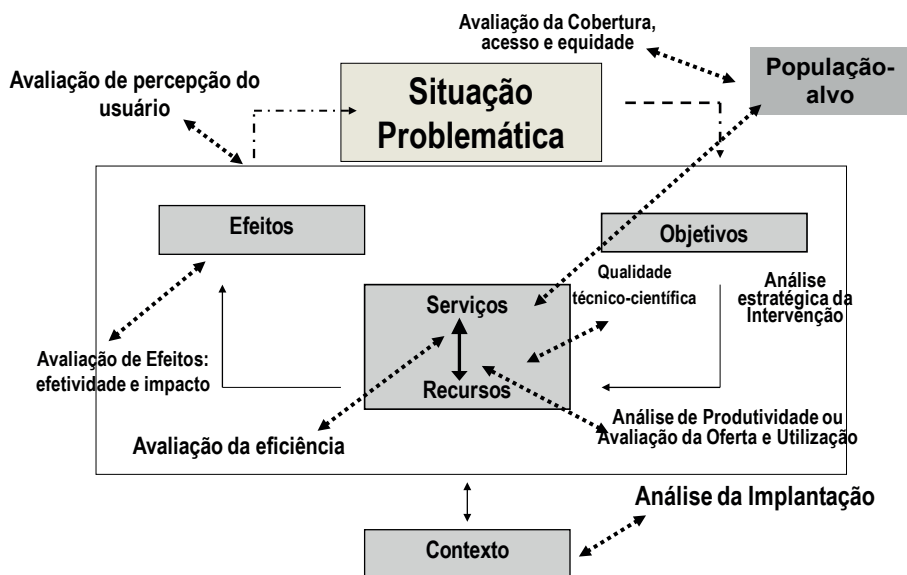 Avaliação da Cobertura,
acesso e equidade
População-
alvo
Avaliação de percepção do
usuário
Situação
Problemática
Efeitos
Objetivos
Qualidade
técnico-científica
Análise
estratégica da
Intervenção
Serviços
Recursos
Avaliação de Efeitos:
efetividade e impacto
Avaliação da eficiência
Análise de Produtividade ou
Avaliação da Oferta e Utilização
Análise da Implantação
Contexto